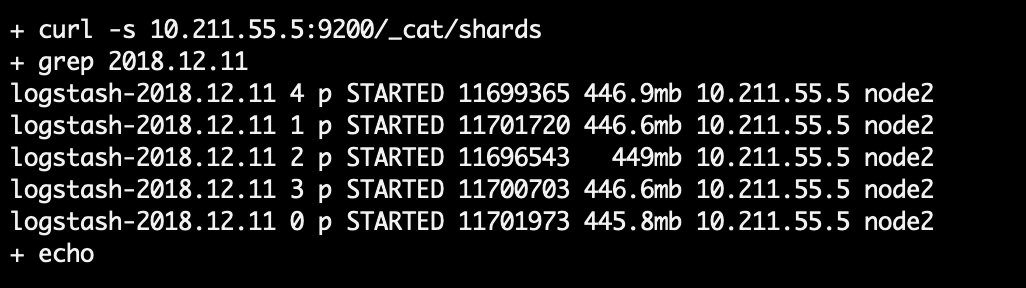 + curl -s 10.211.55.5:9200/_cat/shards
+ grep 2018.12.11
logstash-2018.12.11 4 p STARTED 11699365 446.9mb 10.211.55.5 node2
logstash-2018.12.11 1 p STARTED 11701720 446.6mb 10.211.55.5 node2
logstash-2018.12.11 2 p STARTED 11696543   449mb 10.211.55.5 node2
logstash-2018.12.11 3 p STARTED 11700703 446.6mb 10.211.55.5 node2
logstash-2018.12.11 0 p STARTED 11701973 445.8mb 10.211.55.5 node2
+ echo